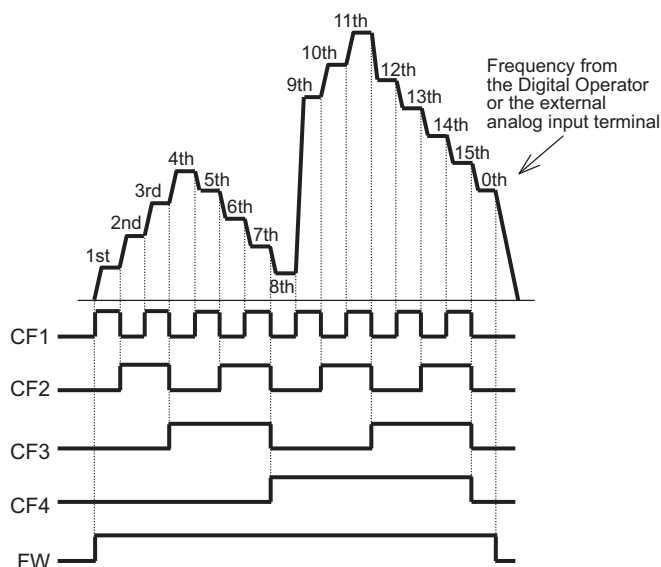 11th
10th
9th
12th
13th
14th
15th
0th
Frequency from
the Digital Operator
or the external
analog input terminal
4th
3rd
5th
2nd
6th
1st
7th
8th
CF1
CF2
CF3
CF4
FW